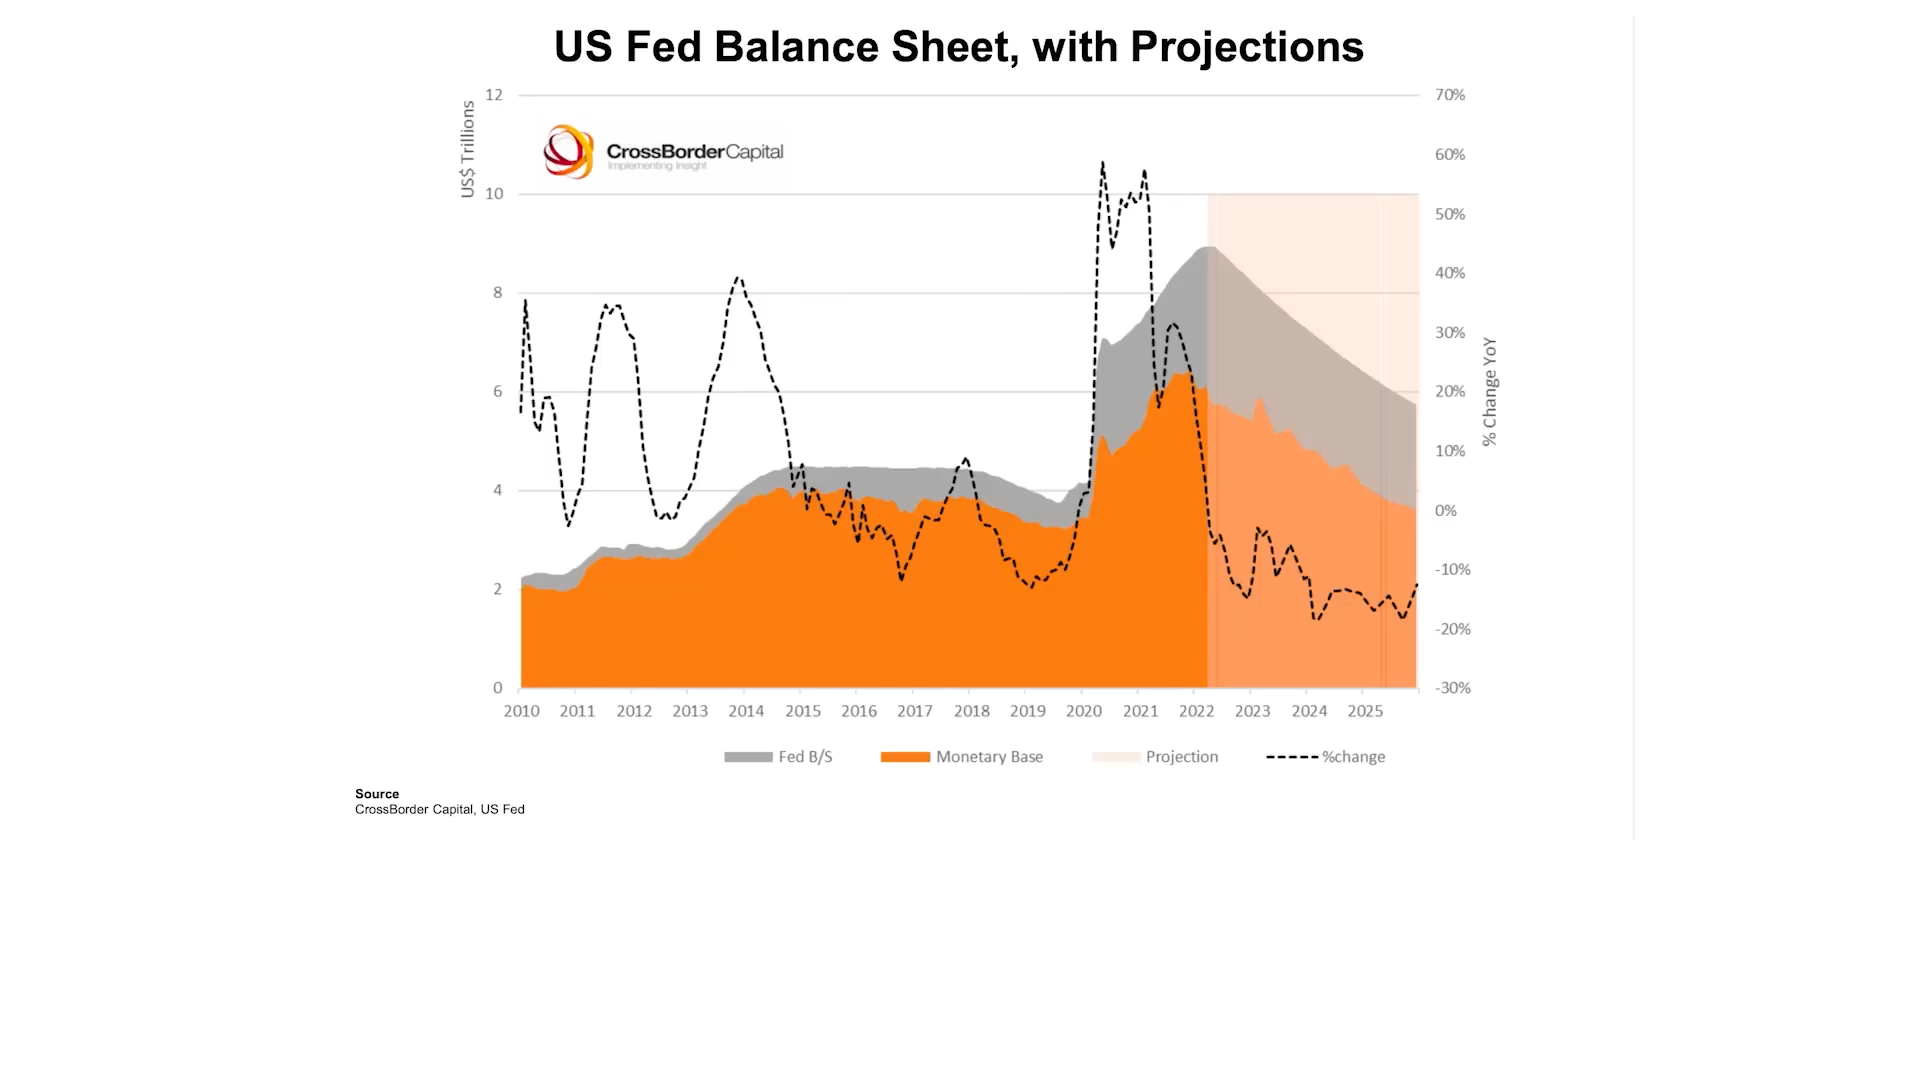 US Fed Balance Sheet, with Projections
US$ Trillions
12
10
8
6
4
2
0
CrossBorderCapital
Implementing Insight
70%
60%
50%
40%
30%
20%
10%
0%
-10%
-20%
-30%
% Change YoY
2010 2011 2012 2013 2014 2015 2016 2017 2018 2019 2020 2021 2022 2023 2024 2025
Fed B/S Monetary Base Projection %change
Source
CrossBorder Capital, US Fed